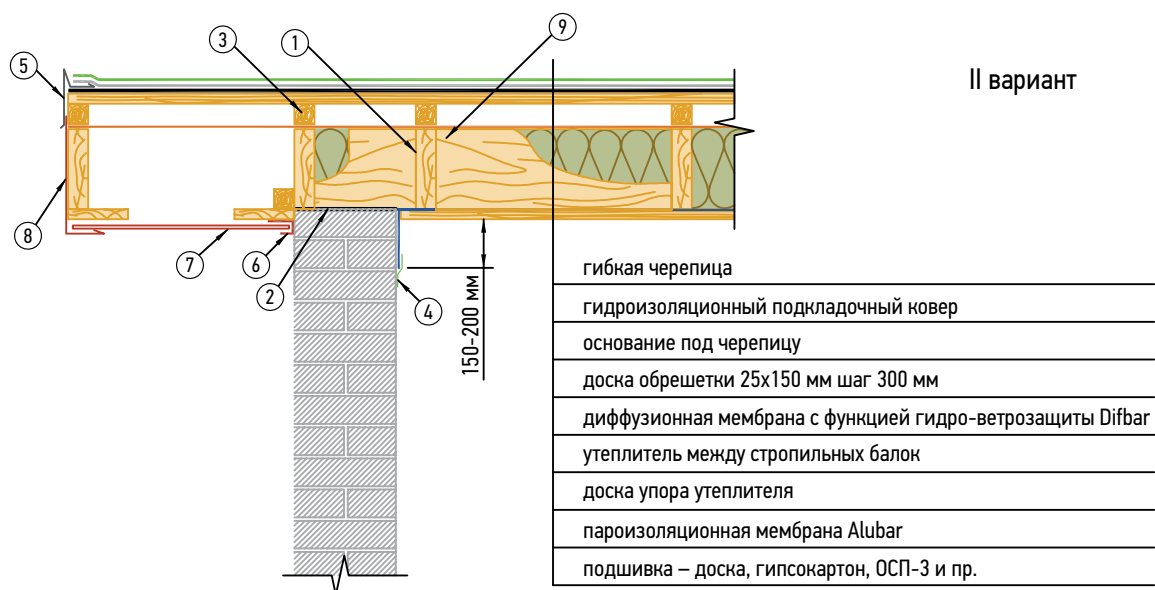 3
1
9
5
II вариант
8
7
6
2
4
150-200 мм
гибкая черепица
гидроизоляционный подкладочный ковер
основание под черепицу
доска обрешетки 25х150 мм шаг 300 мм
диффузионная мембрана с функцией гидро-ветрозащиты Difbar
утеплитель между стропильных балок
доска упора утеплителя
пароизоляционная мембрана Alubar
подшивка – доска, гипсокартон, ОСП-3 и пр.